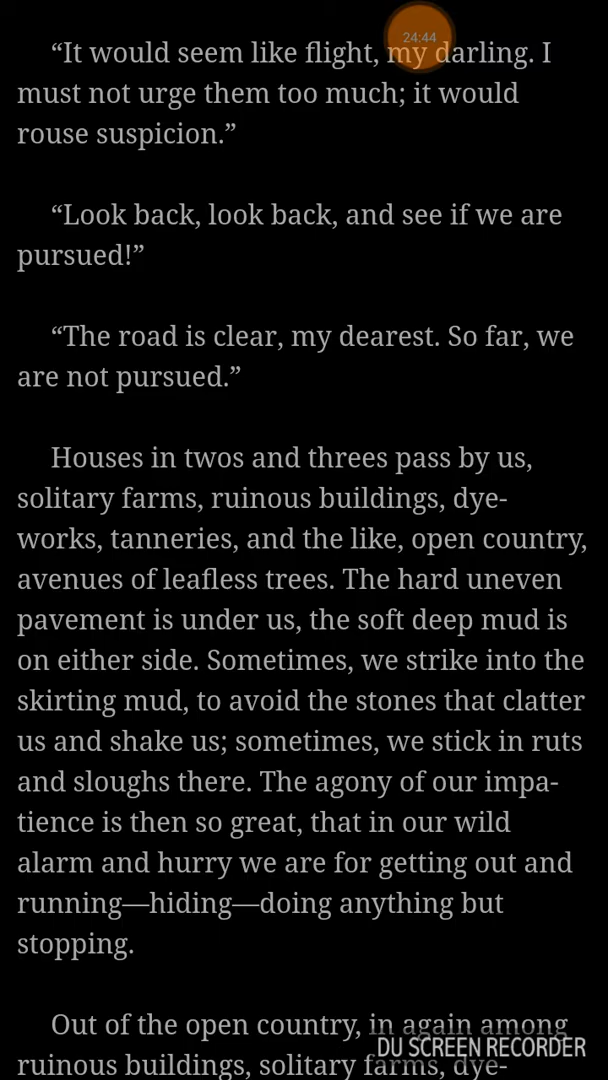 24:44
“It would seem like flight, my darling. I
must not urge them too much; it would
rouse suspicion.”
“Look back, look back, and see if we are
pursued!”
“The road is clear, my dearest. So far, we
are not pursued.”
Houses in twos and threes pass by us,
solitary farms, ruinous buildings, dye-
works, tanneries, and the like, open country,
avenues of leafless trees. The hard uneven
pavement is under us, the soft deep mud is
on either side. Sometimes, we strike into the
skirting mud, to avoid the stones that clatter
us and shake us; sometimes, we stick in ruts
and sloughs there. The agony of our impa-
tience is then so great, that in our wild
alarm and hurry we are for getting out and
running—hiding—doing anything but
stopping.
Out of the open country, in again among
ruinous buildings, solitary farms, dye-
DU SCREEN RECORDER